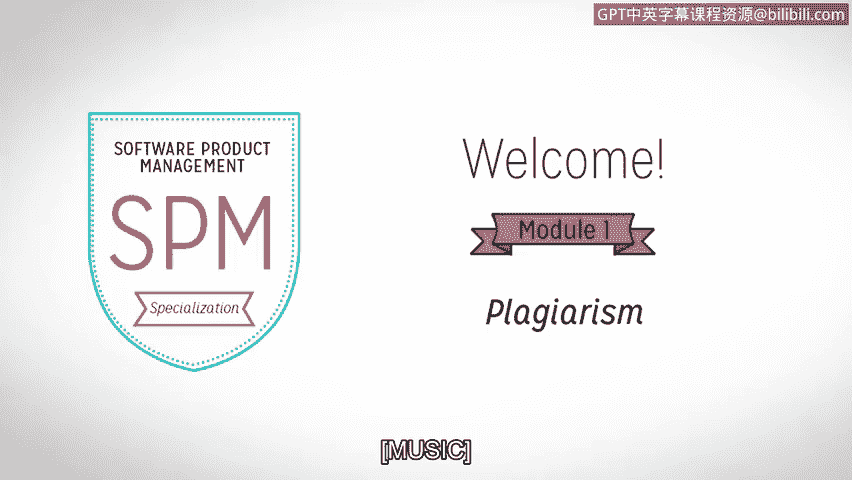 GPT中英字幕课程资源@bilibili.com
SOFTWARE PRODUCT
MANAGEMENT
SPM
Specialization
Welcome!
Module 1
Plagiarism
[MUSIC]